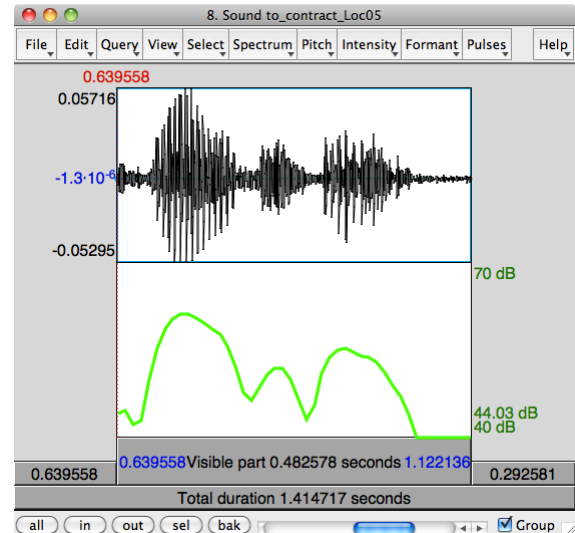 8. Sound to_contract_Loc05
File Edit Query View Select Spectrum Pitch Intensity Formant Pulses Help
0.639558
0.05716
-1.3·10⁻⁶
-0.05295
70 dB
44.03 dB
40 dB
0.639558 Visible part 0.482578 seconds 1.122136
0.639558 0.292581
Total duration 1.414717 seconds
all in out sel bak Group